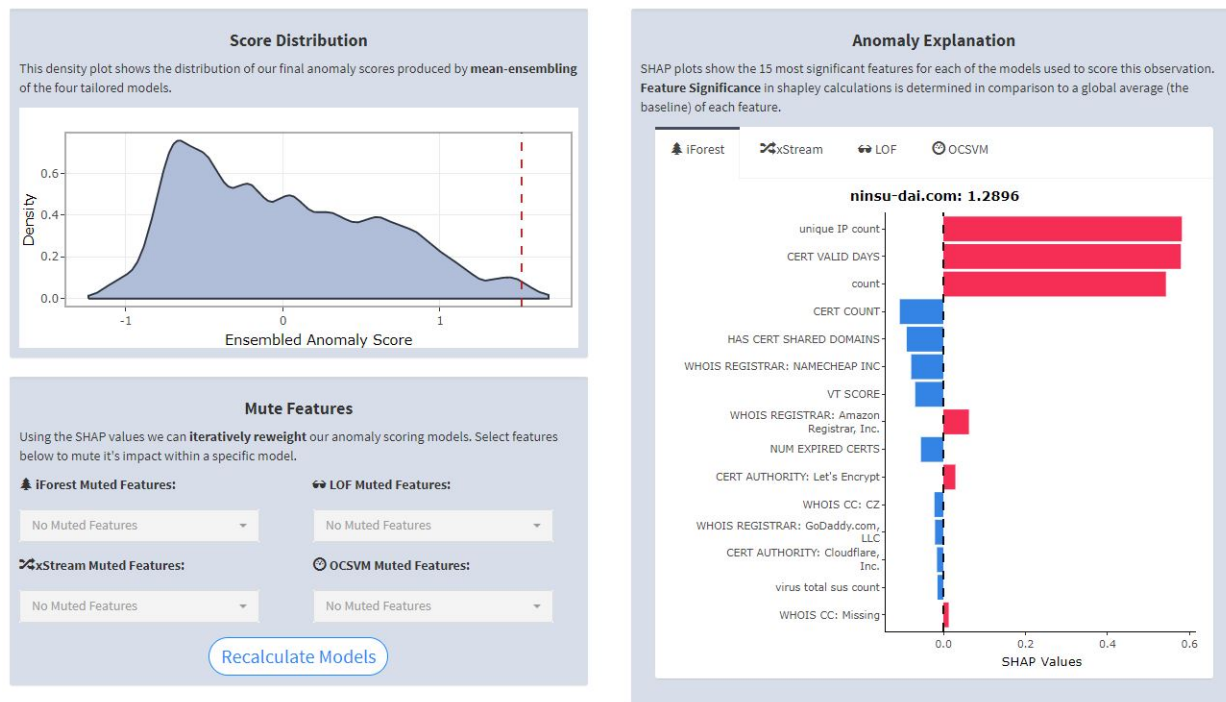 Score Distribution
This density plot shows the distribution of our final anomaly scores produced by mean-ensembling
of the four tailored models.
0.6
0.4
0.2
0.0
Density
-1
0
1
Ensembled Anomaly Score
Mute Features
Using the SHAP values we can iteratively reweight our anomaly scoring models. Select features
below to mute it's impact within a specific model.
iForest Muted Features:
LOF Muted Features:
No Muted Features
No Muted Features
xStream Muted Features:
OCSVM Muted Features:
No Muted Features
No Muted Features
Recalculate Models
Anomaly Explanation
SHAP plots show the 15 most significant features for each of the models used to score this observation.
Feature Significance in shapley calculations is determined in comparison to a global average (the
baseline) of each feature.
iForest
xStream
LOF
OCSVM
ninsu-dai.com: 1.2896
unique IP count
CERT VALID DAYS
count
CERT COUNT
HAS CERT SHARED DOMAINS
WHOIS REGISTRAR: NAMECHEAP INC
VT SCORE
WHOIS REGISTRAR: Amazon
Registrar, Inc.
NUM EXPIRED CERTS
CERT AUTHORITY: Let's Encrypt
WHOIS CC: CZ
WHOIS REGISTRAR: GoDaddy.com,
LLC
CERT AUTHORITY: Cloudflare,
Inc.
virus total sus count
WHOIS CC: Missing
0.0
0.2
0.4
0.6
SHAP Values